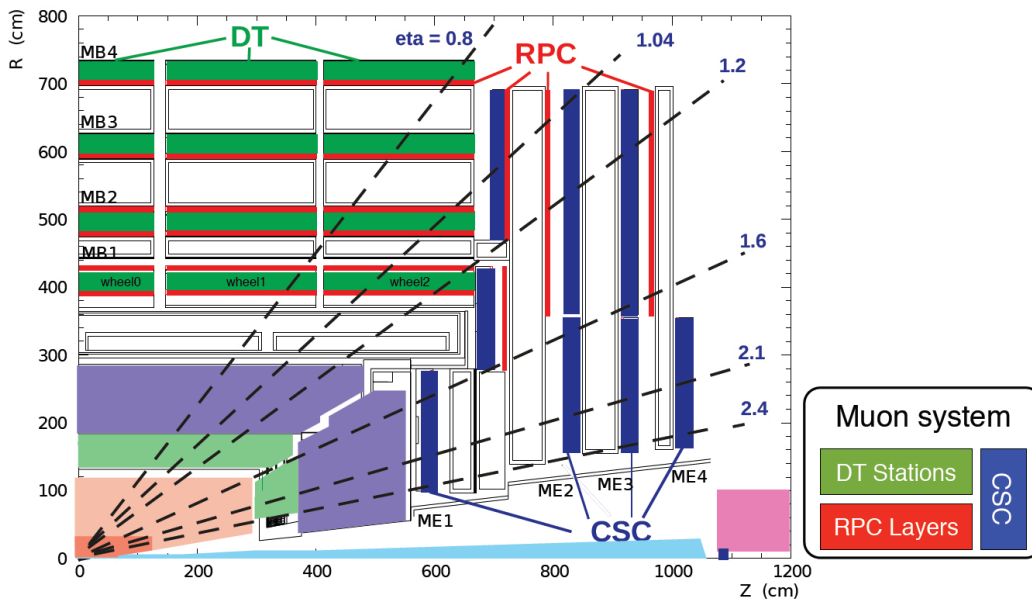 R (cm)
800
700
600
500
400
300
200
100
0
MB4
MB3
MB2
MB1
DT
eta = 0.8
RPC
1.04
1.2
1.6
2.1
2.4
wheel0
wheel1
wheel2
ME1
ME2
ME3
ME4
CSC
0
200
400
600
800
1000
1200
Z (cm)
Muon system
DT Stations
RPC Layers
CSC